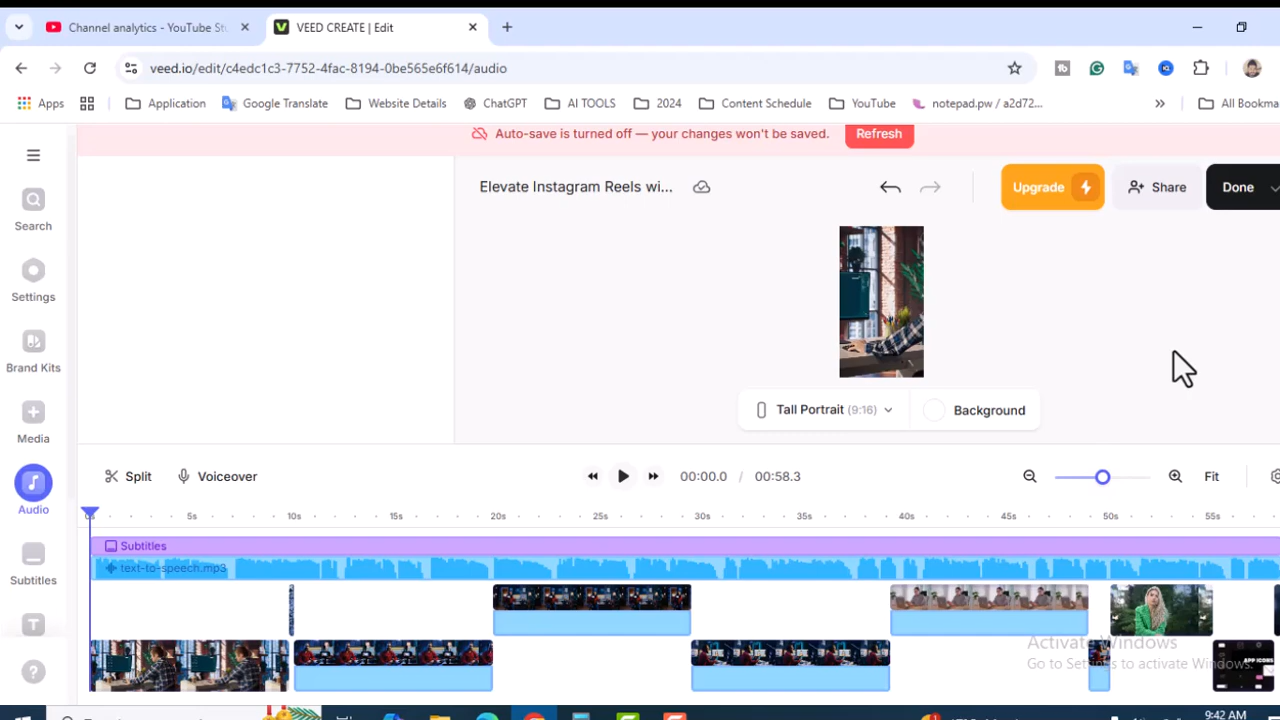 Channel analytics - YouTube Stu
VEED CREATE | Edit
veed.io/edit/c4edc1c3-7752-4fac-8194-0be565e6f614/audio
Apps
Application
Google Translate
Website Details
ChatGPT
AI TOOLS
2024
Content Schedule
YouTube
notepad.pw / a2d72...
All Bookma
Auto-save is turned off — your changes won't be saved.
Refresh
Elevate Instagram Reels wi...
Upgrade
Share
Done
Search
Settings
Brand Kits
Media
Audio
Subtitles
Tall Portrait (9:16)
Background
Split
Voiceover
00:00.0 / 00:58.3
Fit
5s 10s 15s 20s 25s 30s 35s 40s 45s 50s 55s
Subtitles
text-to-speech.mp3
APP ICONS
Activate Windows
Go to Settings to activate Windows.
9:42 AM